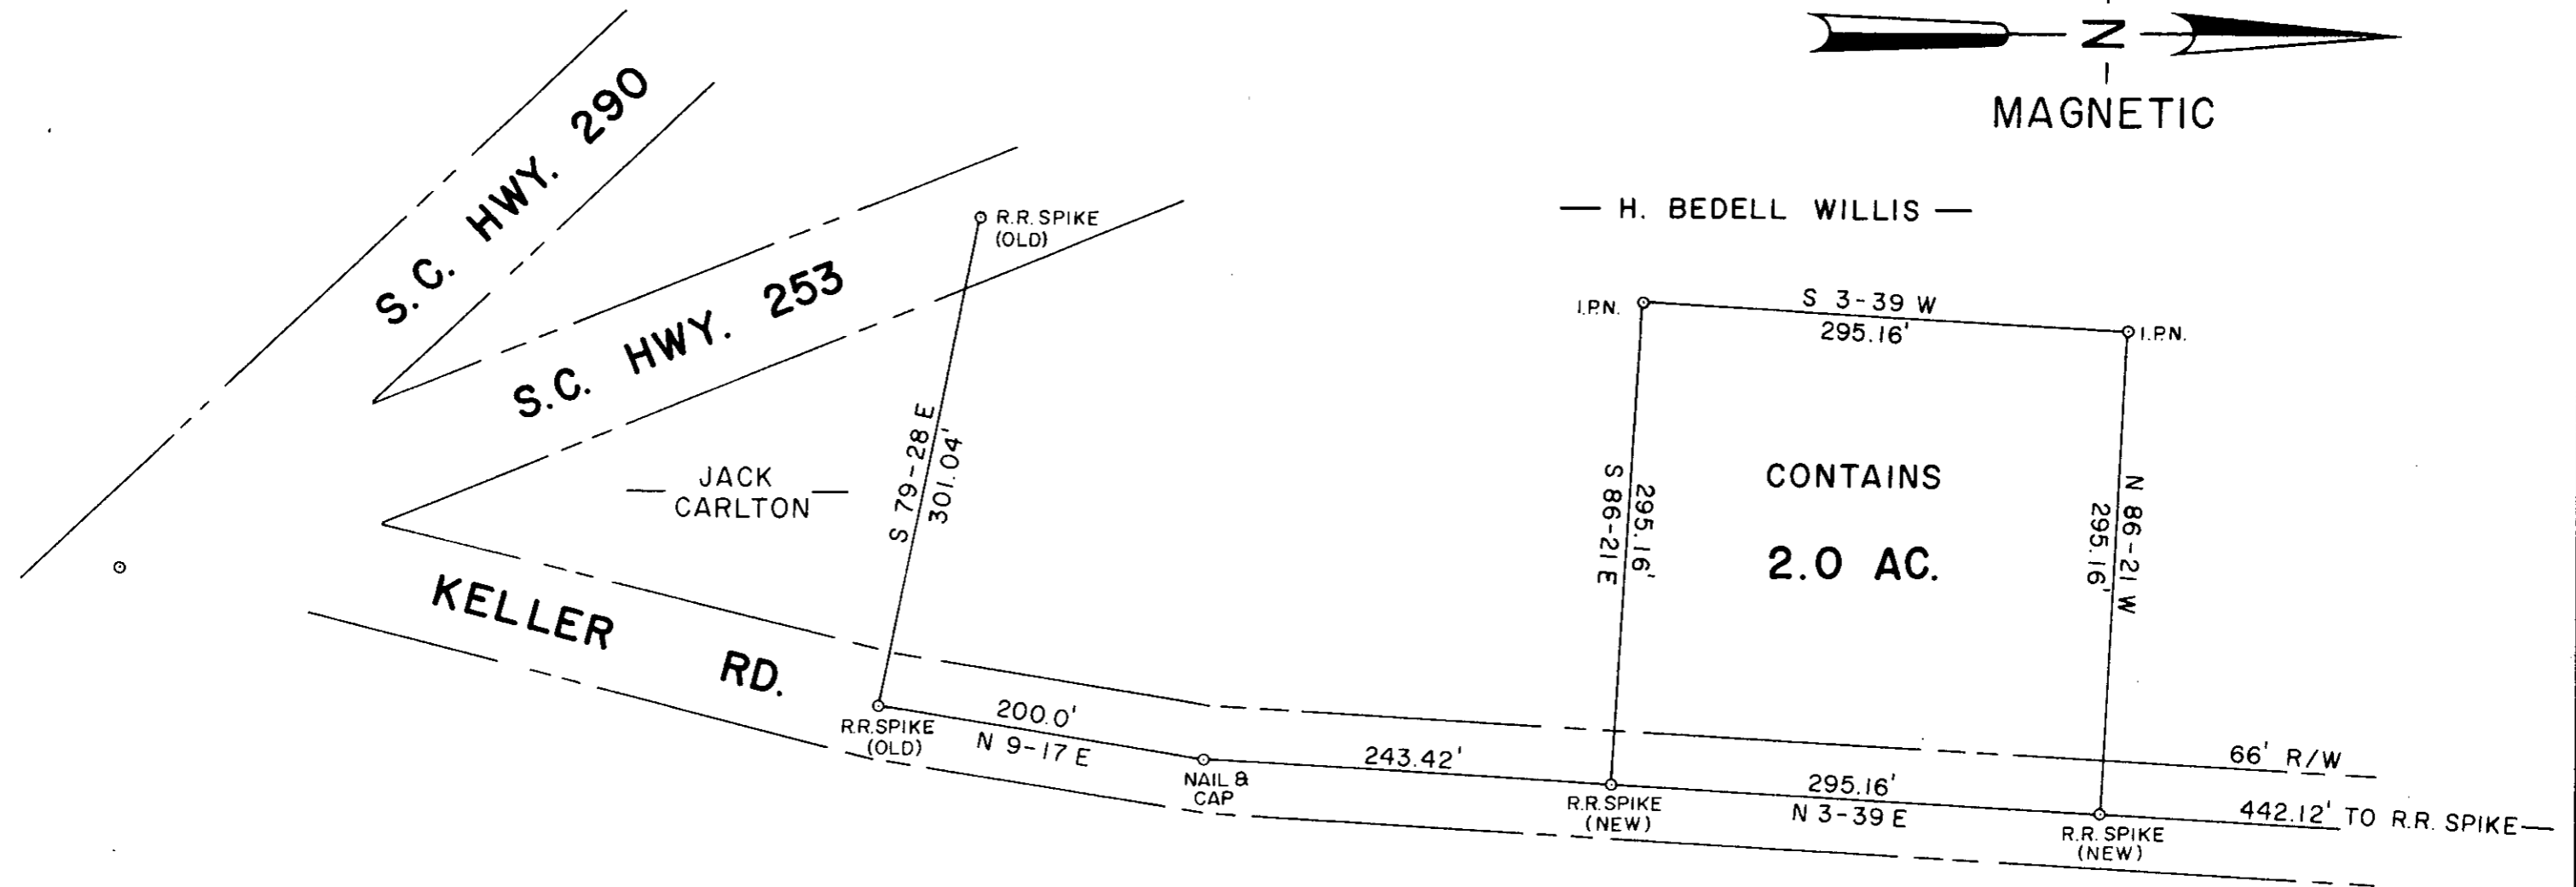 N
MAGNETIC
S.C. HWY. 290
— H. BEDELL WILLIS —
R.R. SPIKE
(OLD)
S.C. HWY. 253
I.P.N.
S 3-39 W
295.16'
I.P.N.
S 79-28 E
301.04'
— JACK
CARLTON —
S 86-21 E
295.16'
CONTAINS
2.0 AC.
N 86-21 W
295.16'
KELLER RD.
R.R. SPIKE
(OLD)
200.0'
N 9-17 E
NAIL &
CAP
243.42'
R.R. SPIKE
(NEW)
295.16'
N 3-39 E
66' R/W
R.R. SPIKE
(NEW)
442.12' TO R.R. SPIKE —